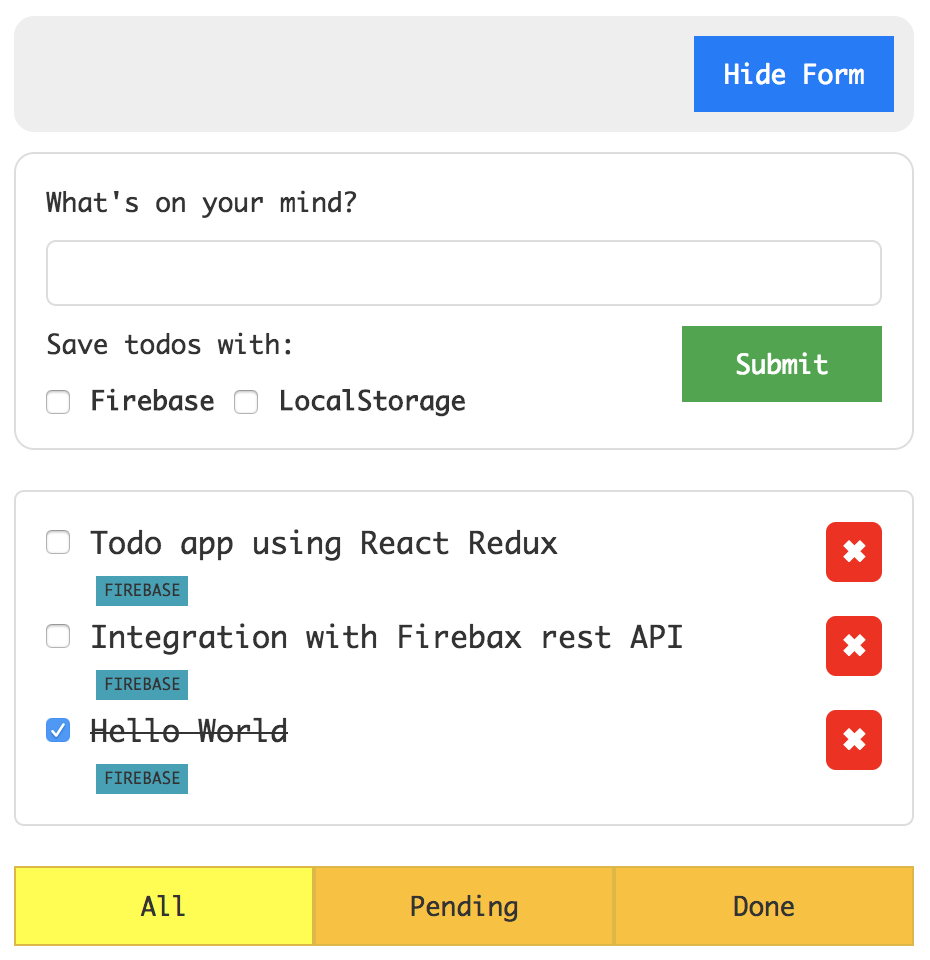 Hide Form
What's on your mind?
Save todos with:
Submit
Firebase LocalStorage
Todo app using React Redux
FIREBASE
Integration with Firebax rest API
FIREBASE
Hello World
FIREBASE
All Pending Done